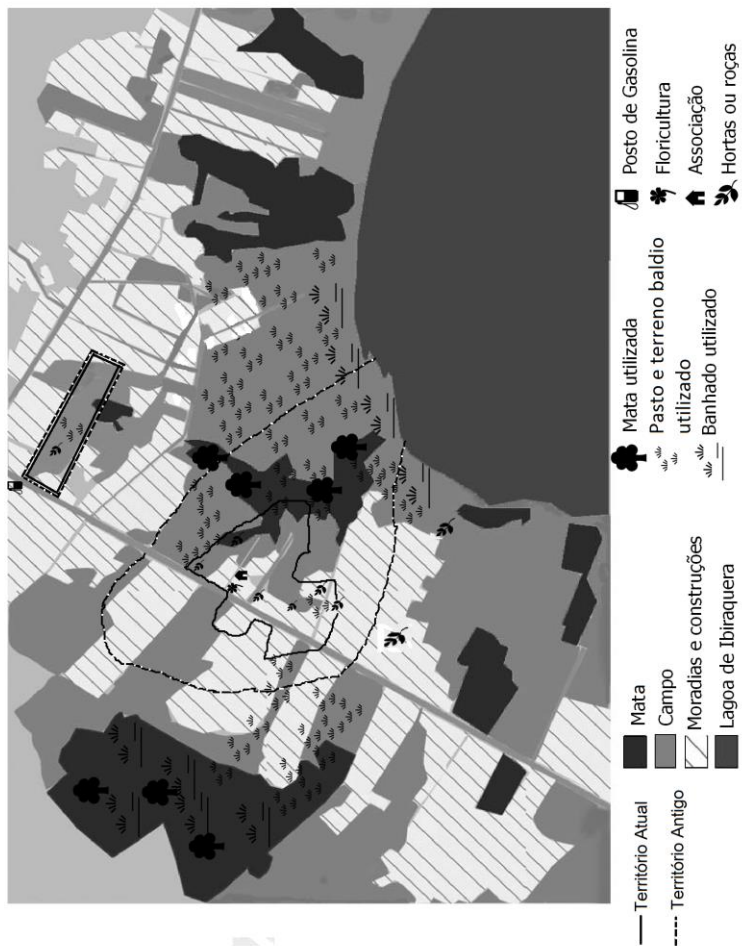 Território Atual
Território Antigo
Mata
Campo
Moradias e construções
Lagoa de Ibiraquera
Mata utilizada
Pasto e terreno baldio
utilizado
Banhado utilizado
Posto de Gasolina
Floricultura
Associação
Hortas ou roças